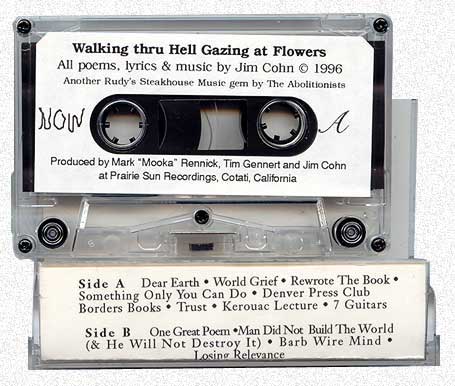 Walking thru Hell Gazing at Flowers
All poems, lyrics & music by Jim Cohn © 1996
Another Rudy's Steakhouse Music gem by The Abolitionists
NOW A
Produced by Mark "Mooka" Rennick, Tim Gennert and Jim Cohn
at Prairie Sun Recordings, Cotati, California
Side A Dear Earth • World Grief • Rewrote The Book •
Something Only You Can Do • Denver Press Club
Borders Books • Trust • Kerouac Lecture • 7 Guitars
Side B One Great Poem •Man Did Not Build The World
(& He Will Not Destroy It) • Barb Wire Mind •
Losing Relevance